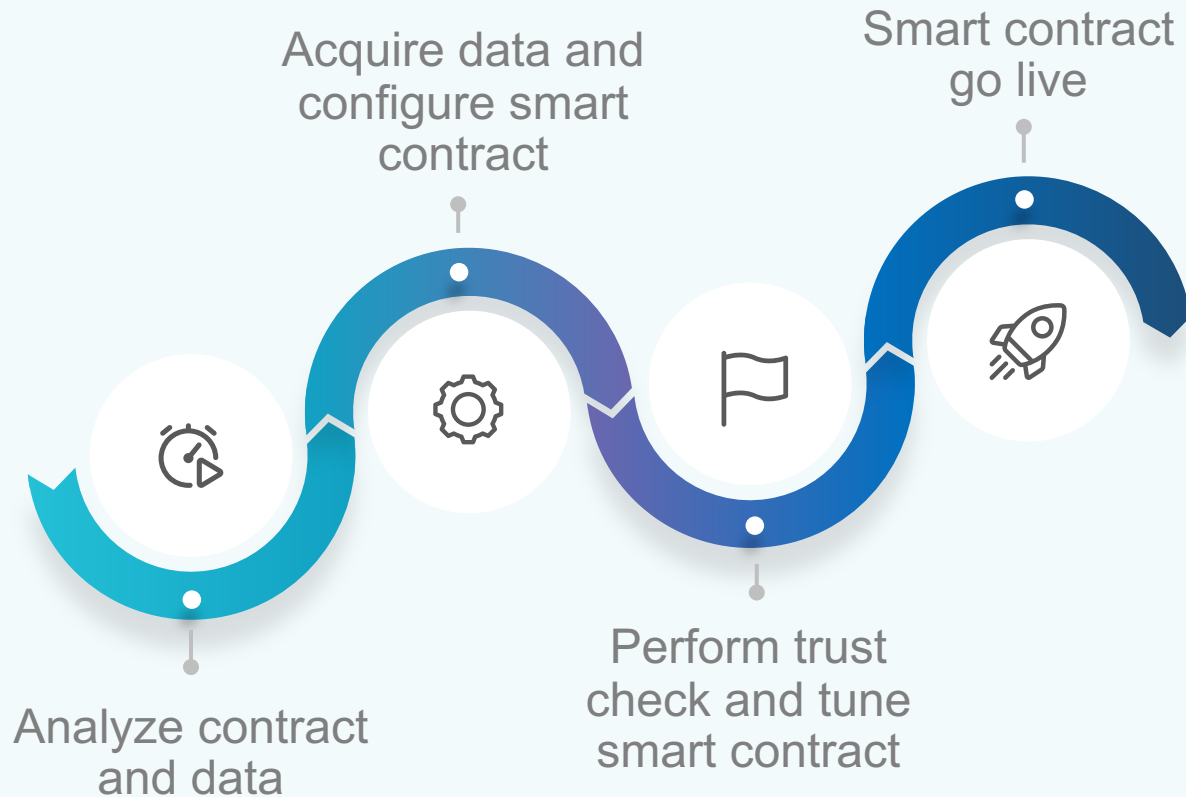 Analyze contract
and data
Acquire data and
configure smart
contract
Perform trust
check and tune
smart contract
Smart contract
go live